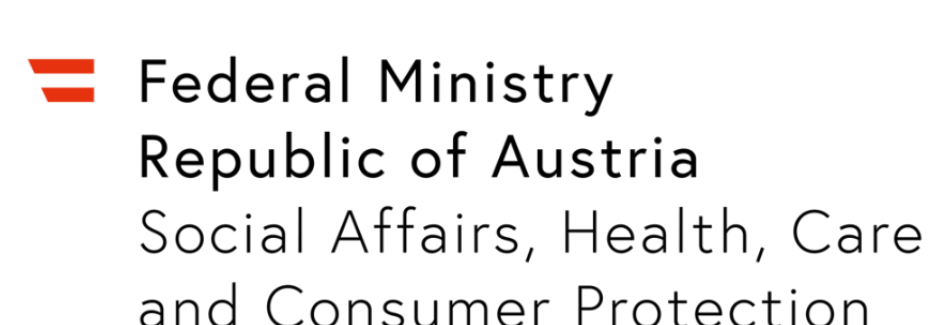 Federal Ministry
Republic of Austria
Social Affairs, Health, Care
and Consumer Protection